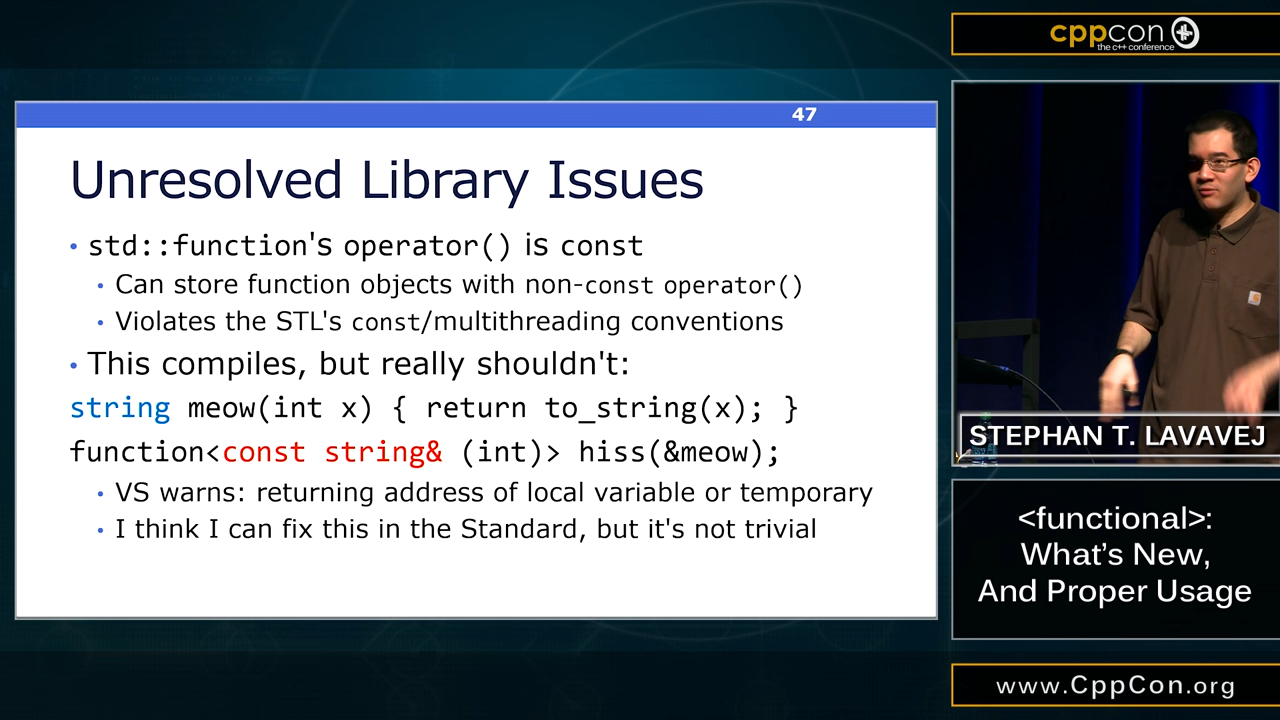 cppcon
the c++ conference
47
Unresolved Library Issues
• std::function's operator() is const
• Can store function objects with non-const operator()
• Violates the STL's const/multithreading conventions
• This compiles, but really shouldn't:
string meow(int x) { return to_string(x); }
function<const string& (int)> hiss(&meow);
• VS warns: returning address of local variable or temporary
• I think I can fix this in the Standard, but it's not trivial
STEPHAN T. LAVAVEJ
<functional>:
What's New,
And Proper Usage
www.CppCon.org